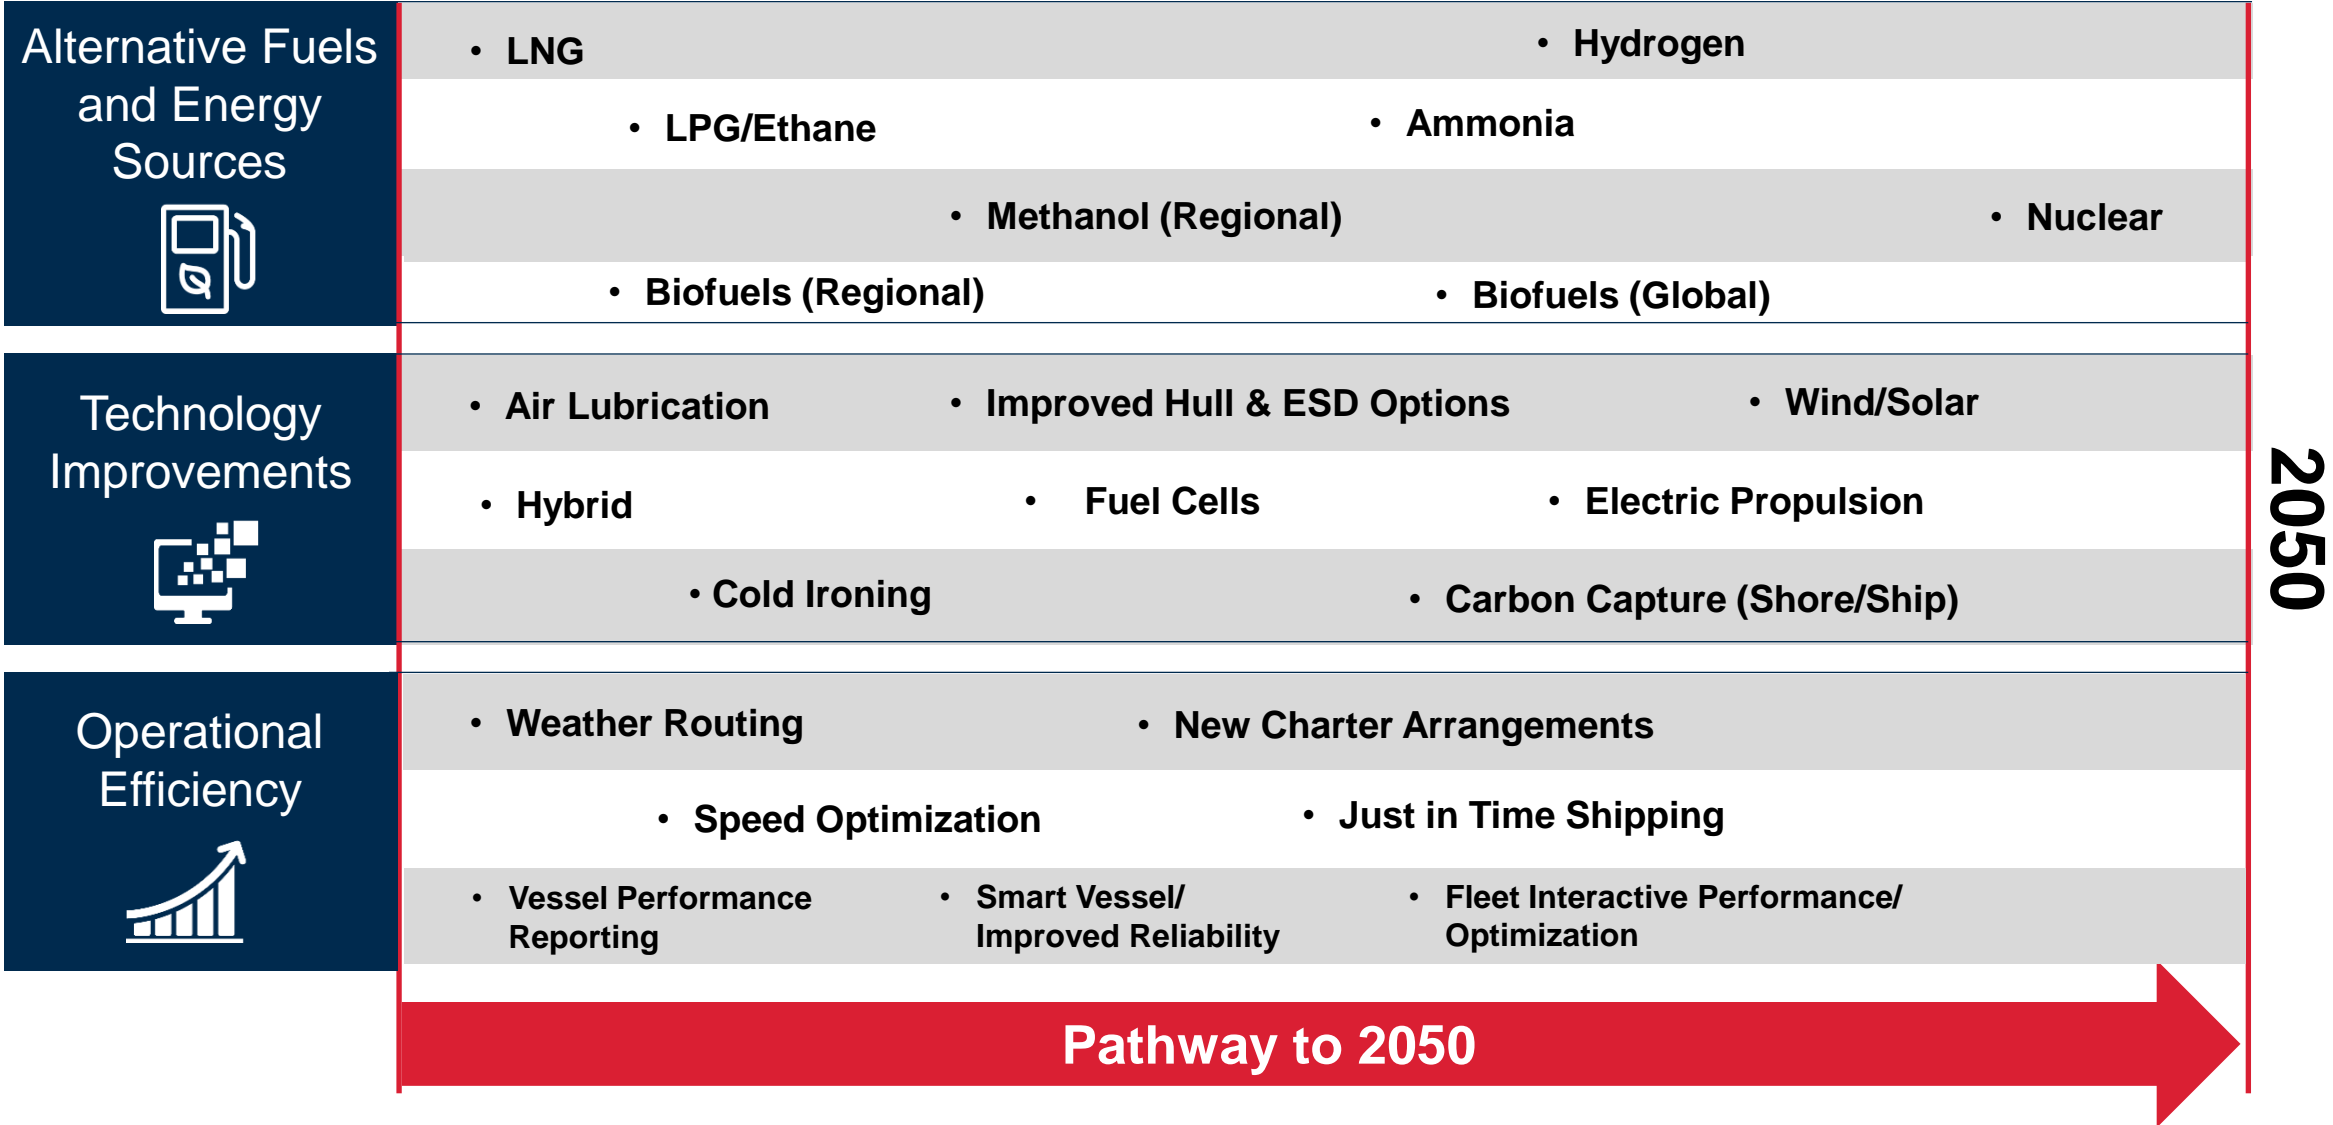 Alternative Fuels
and Energy
Sources
• LNG
• Hydrogen
• LPG/Ethane
• Ammonia
• Methanol (Regional)
• Nuclear
• Biofuels (Regional)
• Biofuels (Global)
Technology
Improvements
• Air Lubrication
• Improved Hull & ESD Options
• Wind/Solar
• Hybrid
• Fuel Cells
• Electric Propulsion
• Cold Ironing
• Carbon Capture (Shore/Ship)
Operational
Efficiency
• Weather Routing
• New Charter Arrangements
• Speed Optimization
• Just in Time Shipping
• Vessel Performance
Reporting
• Smart Vessel/
Improved Reliability
• Fleet Interactive Performance/
Optimization
Pathway to 2050
2050